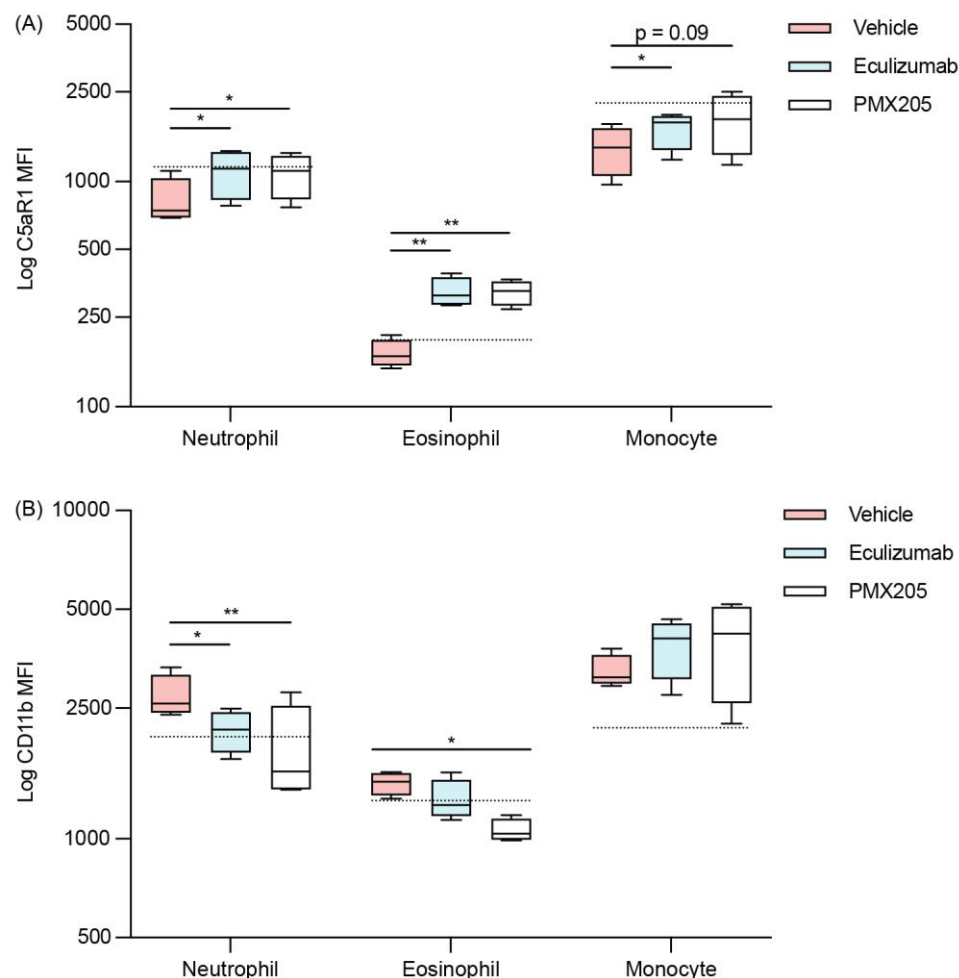 (A)
Log C5aR1 MFI
5000
2500
1000
500
250
100
*
*
**
**
p = 0.09
*
Neutrophil
Eosinophil
Monocyte
Vehicle
Eculizumab
PMX205
(B)
Log CD11b MFI
10000
5000
2500
1000
500
**
*
*
Neutrophil
Eosinophil
Monocyte
Vehicle
Eculizumab
PMX205